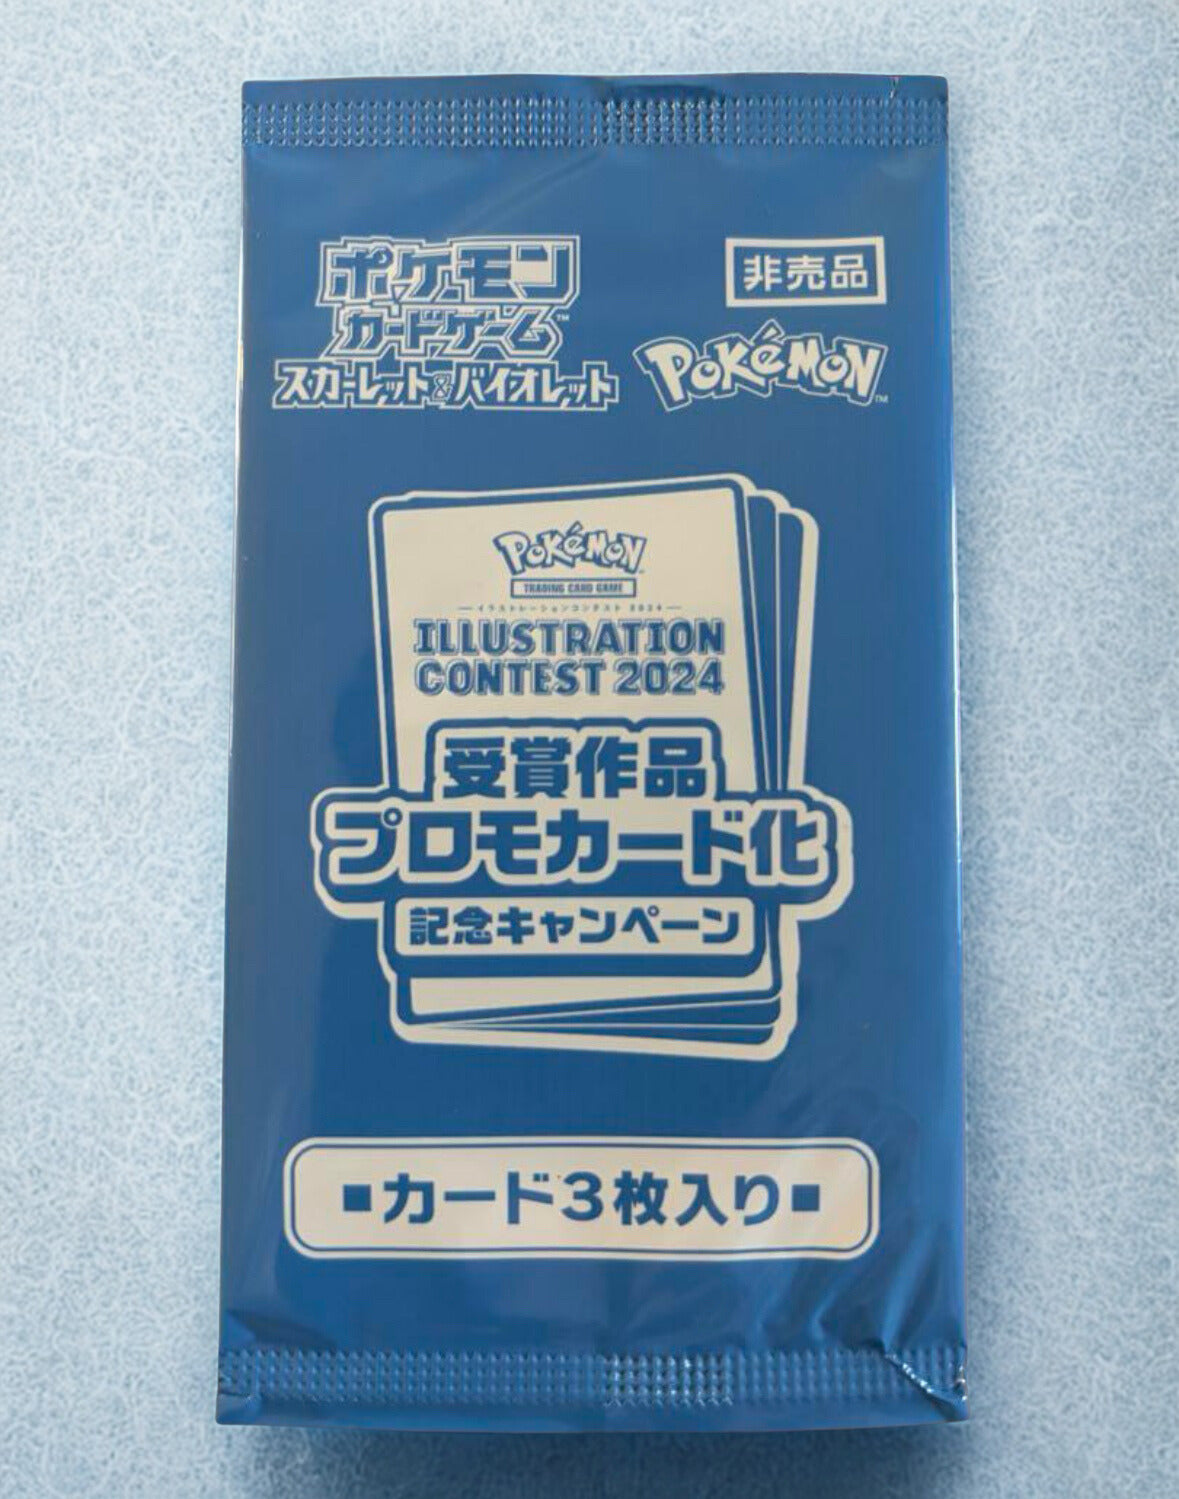 ポケモン
カードゲーム™
スカーレット&バイオレット
非売品
POKéMON™
POKéMON
TRADING CARD GAME
イラストレーションコンテスト 2024
ILLUSTRATION
CONTEST 2024
受賞作品
プロモカード化
記念キャンペーン
■カード3枚入り■